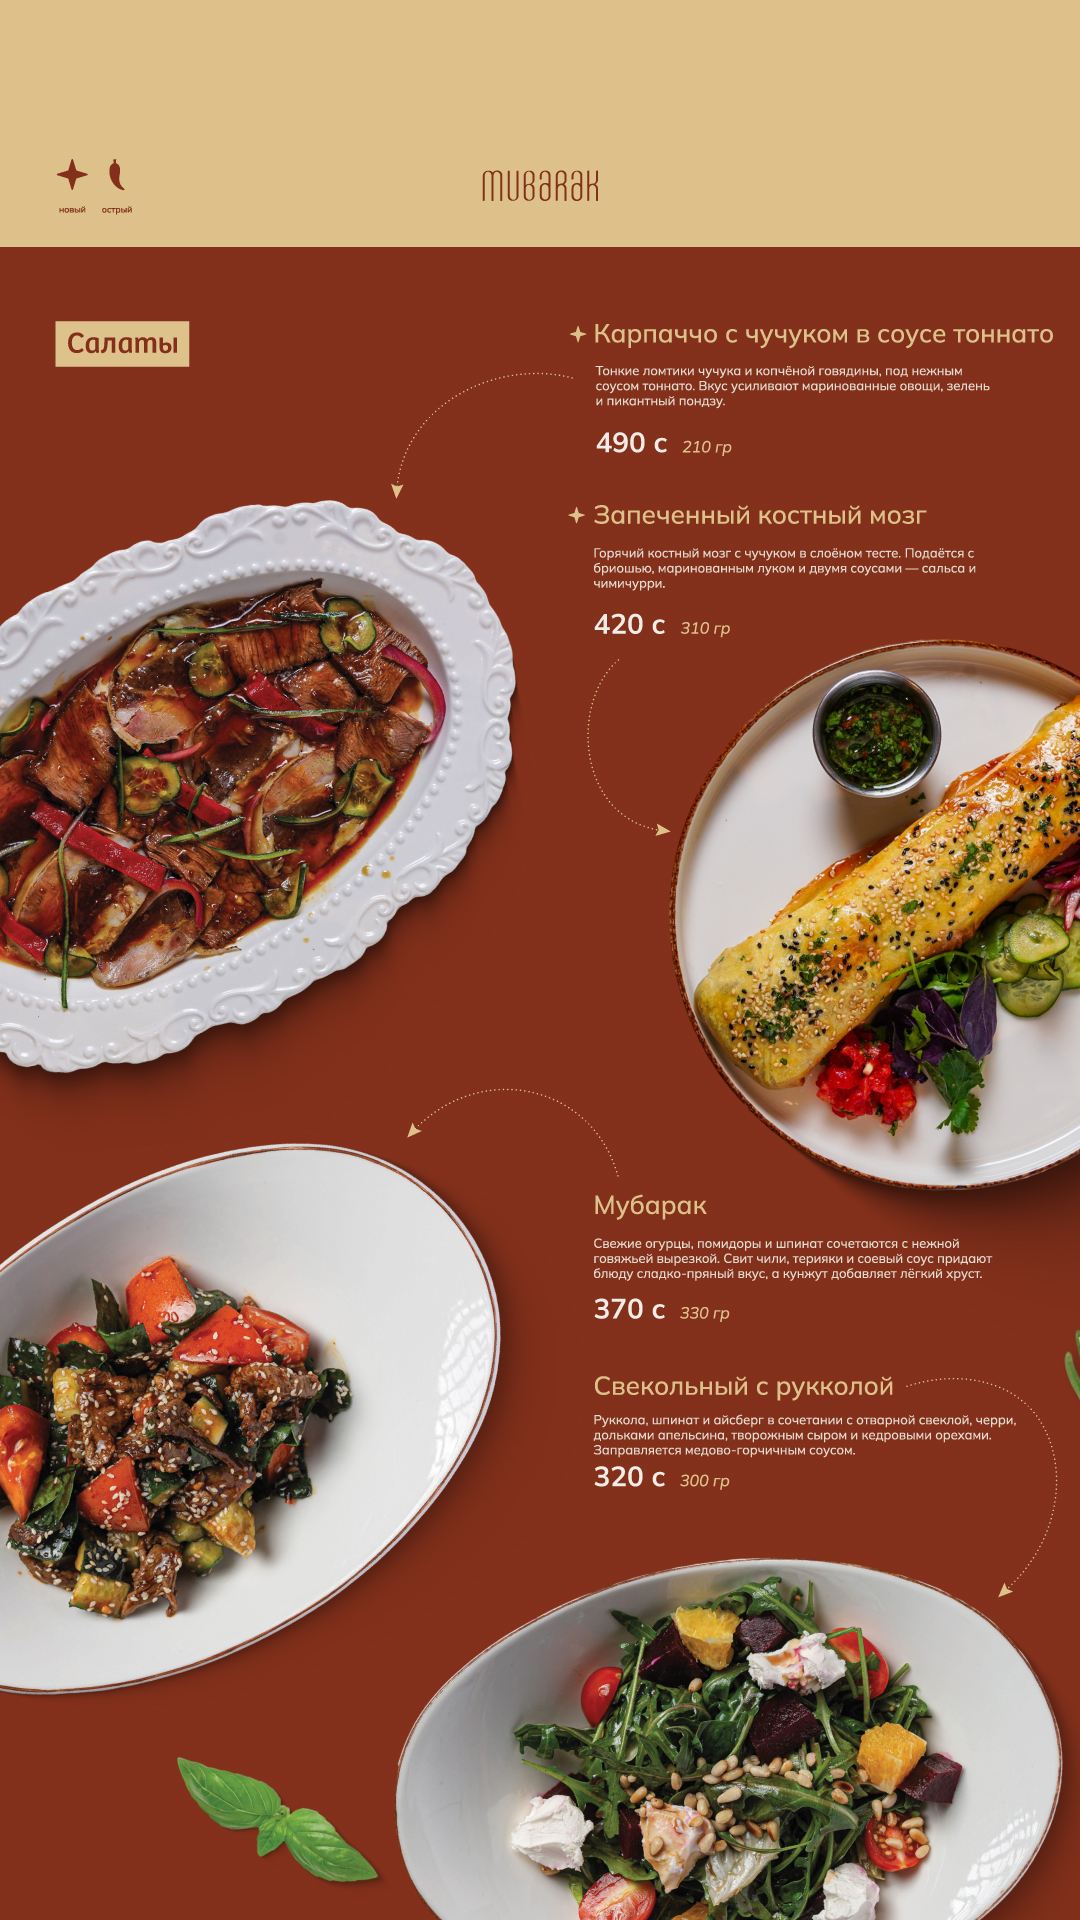 новый острый
MUBARAK
Салаты
Карпаччо с чучуком в соусе тоннато
Тонкие ломтики чучука и копчёной говядины, под нежным
соусом тоннато. Вкус усиливают маринованные овощи, зелень
и пикантный пондзу.
490 с 210 гр
Запеченный костный мозг
Горячий костный мозг с чучуком в слоёном тесте. Подаётся с
бриошью, маринованным луком и двумя соусами — сальса и
чимичурри.
420 с 310 гр
Мубарак
Свежие огурцы, помидоры и шпинат сочетаются с нежной
говяжьей вырезкой. Свит чили, терияки и соевый соус придают
блюду сладко-пряный вкус, а кунжут добавляет лёгкий хруст.
370 с 330 гр
Свекольный с рукколой
Руккола, шпинат и айсберг в сочетании с отварной свеклой, черри,
дольками апельсина, творожным сыром и кедровыми орехами.
Заправляется медово-горчичным соусом.
320 с 300 гр